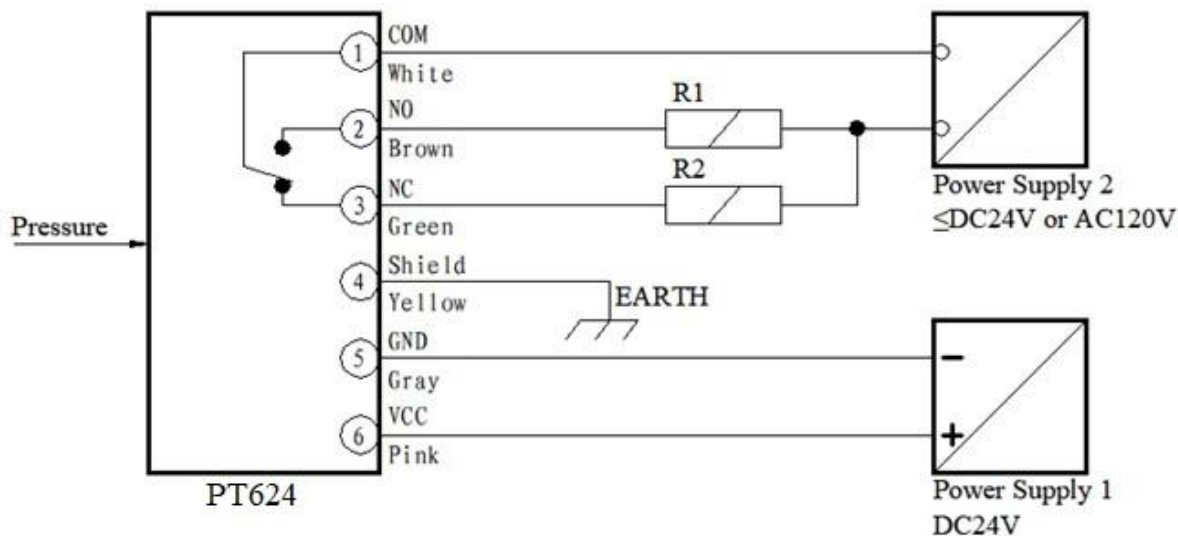 1
COM
White
2
NO
Brown
3
NC
Green
4
Shield
Yellow
5
GND
Gray
6
VCC
Pink
Pressure
PT624
R1
R2
EARTH
Power Supply 2
≤DC24V or AC120V
−
+
Power Supply 1
DC24V